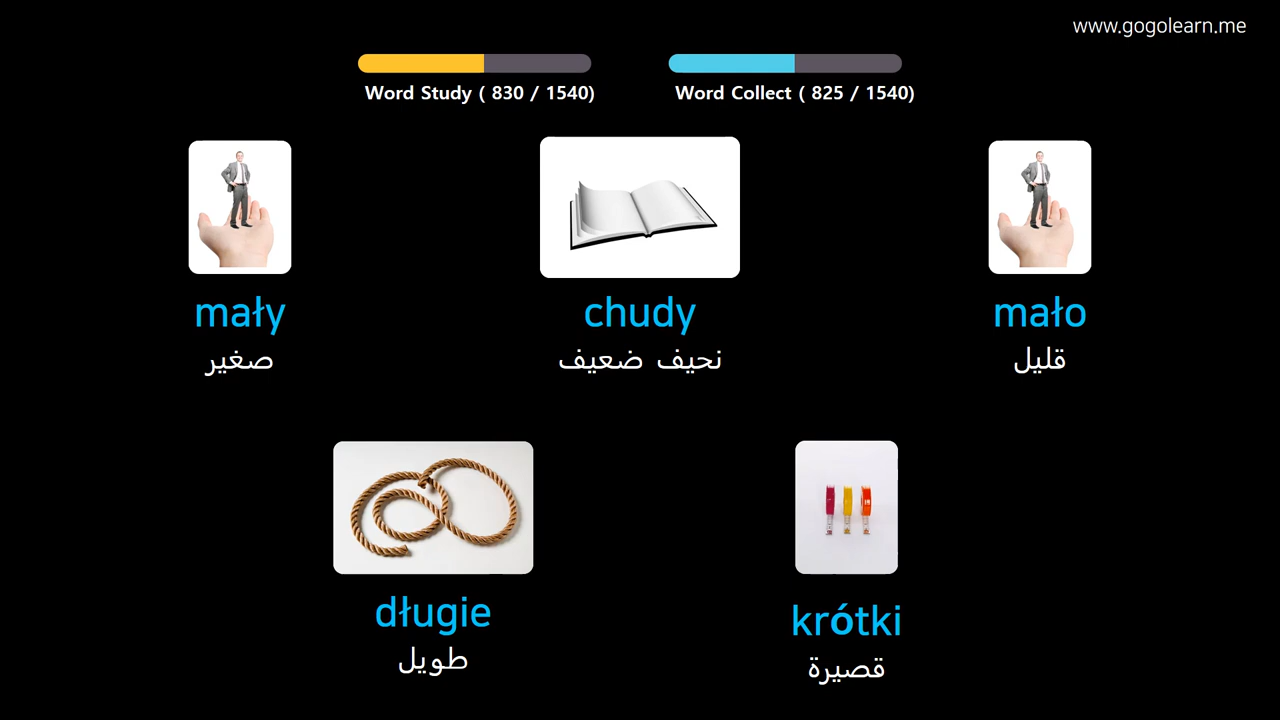 www.gogolearn.me
Word Study ( 830 / 1540)
Word Collect ( 825 / 1540)
mały
chudy
mało
صغير
نحيف ضعيف
قليل
długie
krótki
طويل
قصيرة